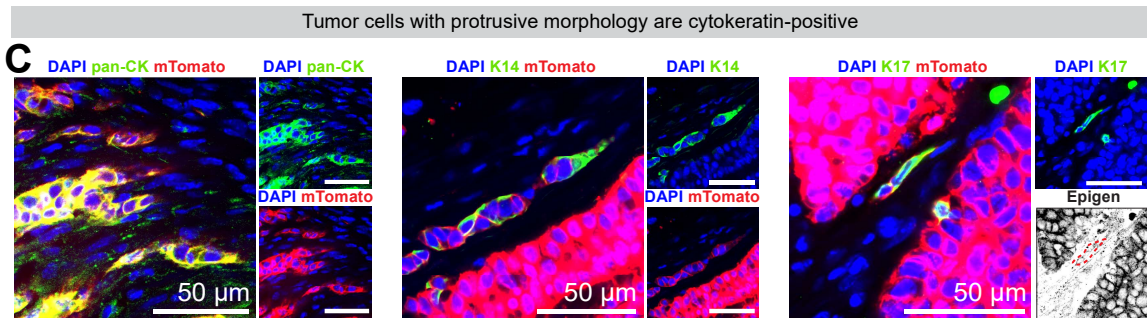 Tumor cells with protrusive morphology are cytokeratin-positive
C
DAPI pan-CK mTomato
DAPI pan-CK
DAPI mTomato
50 μm
DAPI K14 mTomato
DAPI K14
DAPI mTomato
50 μm
DAPI K17 mTomato
DAPI K17
Epigen
50 μm